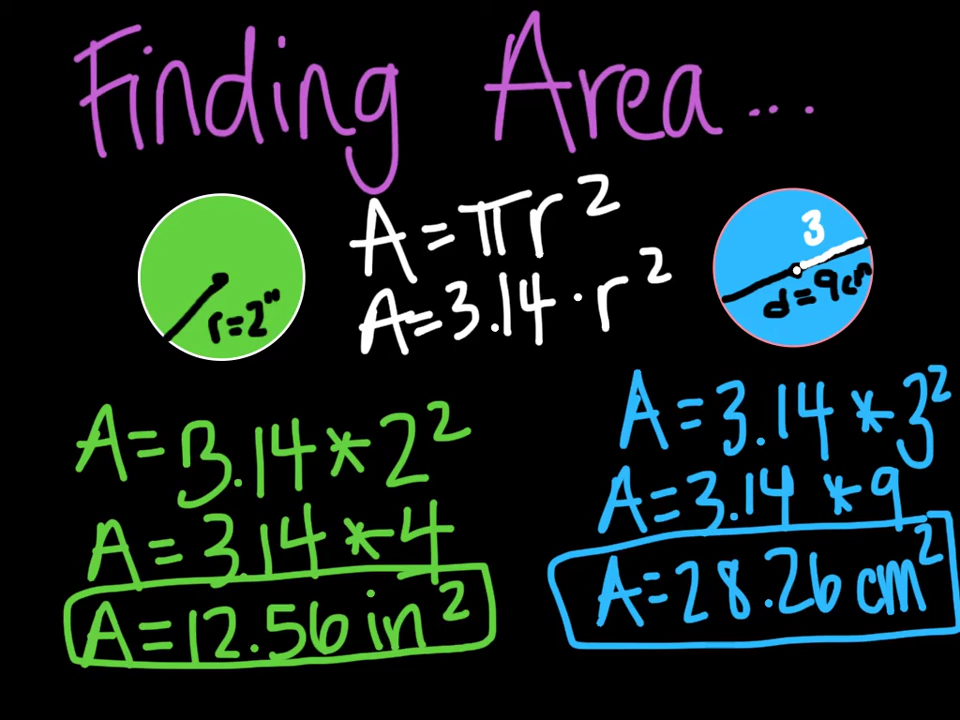 Finding Area...
A = πr²
A = 3.14 · r²
r = 2"
3
d = 9cm
A = 3.14 * 2²
A = 3.14 * 4
A = 12.56 in²
A = 3.14 * 3²
A = 3.14 * 9
A = 28.26 cm²